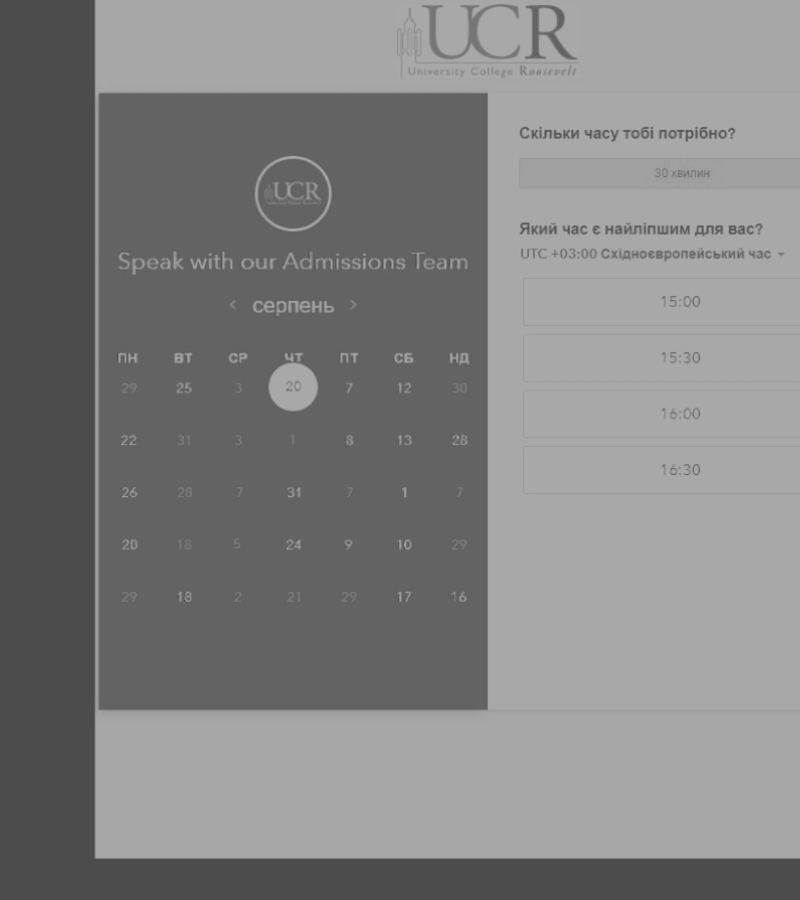 UCR
University College Roosevelt
UCR
Speak with our Admissions Team
< серпень >
ПН ВТ СР ЧТ ПТ СБ НД
29 25 3 20 7 12 30
22 31 3 1 8 13 28
26 28 7 31 7 1 7
20 18 5 24 9 10 29
29 18 2 21 29 17 16
Скільки часу тобі потрібно?
30 хвилин
Який час є найліпшим для вас?
UTC +03:00 Східноєвропейський час
15:00
15:30
16:00
16:30